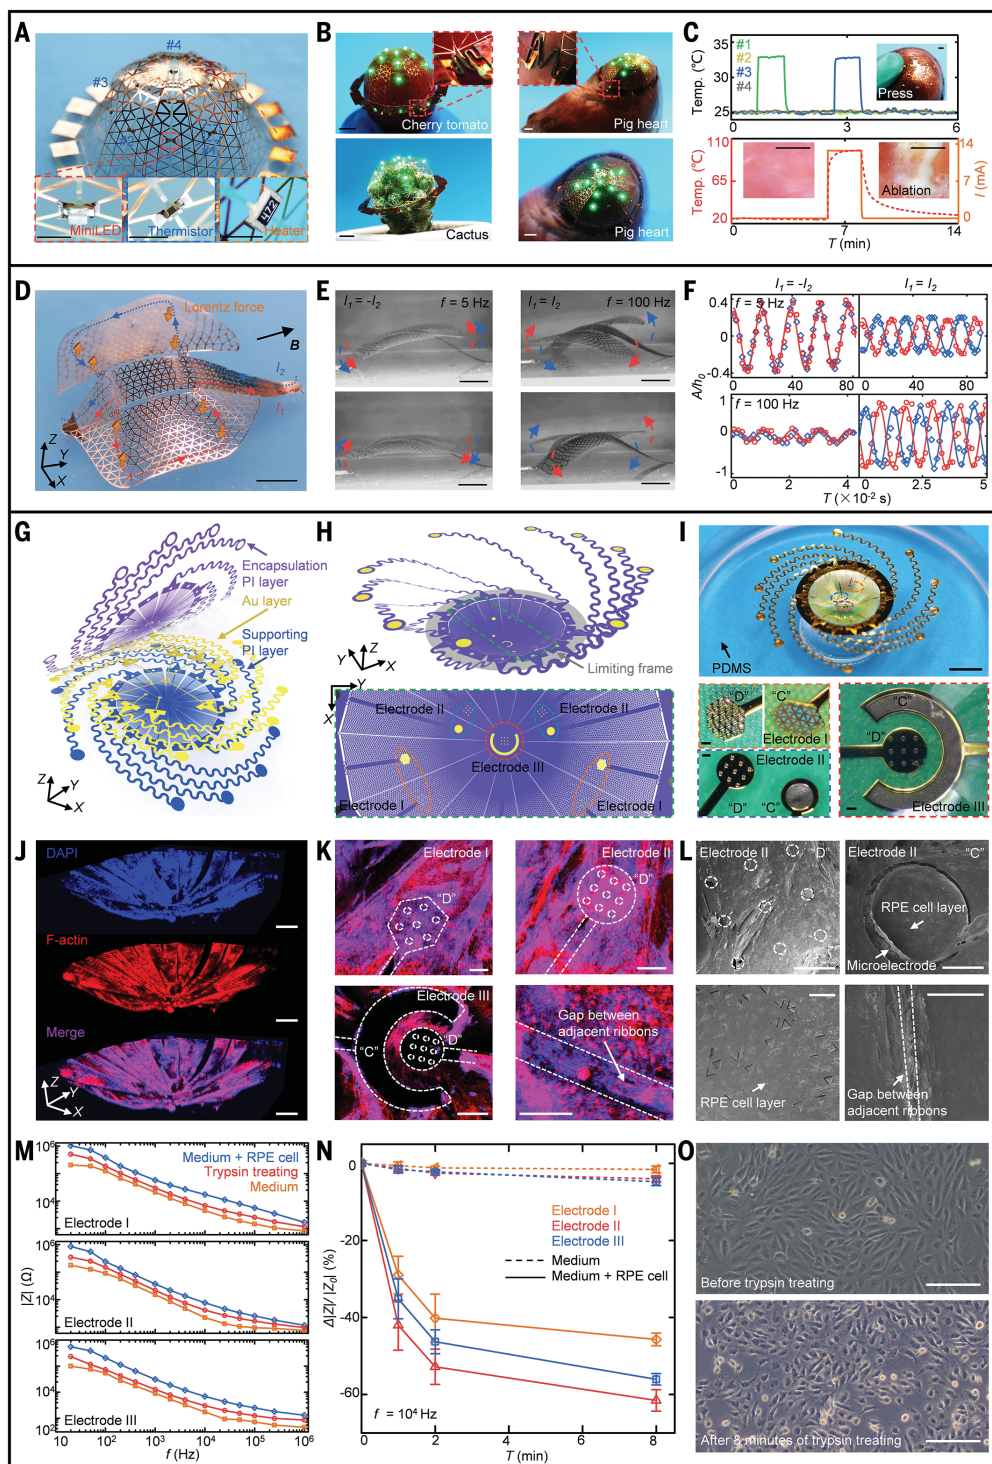 A
#4
#3
MiniLED
Thermistor
Heater
472
B
Cherry tomato
Pig heart
Cactus
Pig heart
C
#1
#2
#3
#4
Press
Temp. (°C)
35
30
25
0
3
6
Temp. (°C)
110
65
20
Ablation
14
7
0
I (mA)
0
7
14
T (min)
D
Lorentz force
B
I2
I1
Z
Y
X
E
I1 = -I2
f = 5 Hz
I1 = I2
f = 100 Hz
F
I1 = -I2
I1 = I2
f = 5 Hz
0.4
0
-0.4
0
40
80
0
40
80
A/h0
f = 100 Hz
1
0
-1
0
2
4
0
2.5
5
T (×10-2 s)
G
Encapsulation
PI layer
Au layer
Supporting
PI layer
Z
Y
X
H
Z
Y
X
Limiting frame
Y
X
Electrode II
Electrode II
Electrode III
Electrode I
Electrode I
I
PDMS
"D"
"C"
Electrode I
Electrode II
"D"
"C"
"C"
"D"
Electrode III
J
DAPI
F-actin
Merge
Z
Y
X
K
Electrode I
"D"
Electrode II
"D"
Electrode III
"C"
"D"
Gap between
adjacent ribbons
L
Electrode II
"D"
Electrode II
"C"
RPE cell layer
Microelectrode
RPE cell layer
Gap between
adjacent ribbons
M
106
104
Medium + RPE cell
Trypsin treating
Medium
Electrode I
|Z| (Ω)
106
104
Electrode II
106
104
102
Electrode III
10
102
103
104
105
106
f (Hz)
N
0
-20
-40
-60
Δ|Z|/|Z0| (%)
Electrode I
Electrode II
Electrode III
Medium
Medium + RPE cell
f = 104 Hz
0
2
4
6
8
T (min)
O
Before trypsin treating
After 8 minutes of trypsin treating